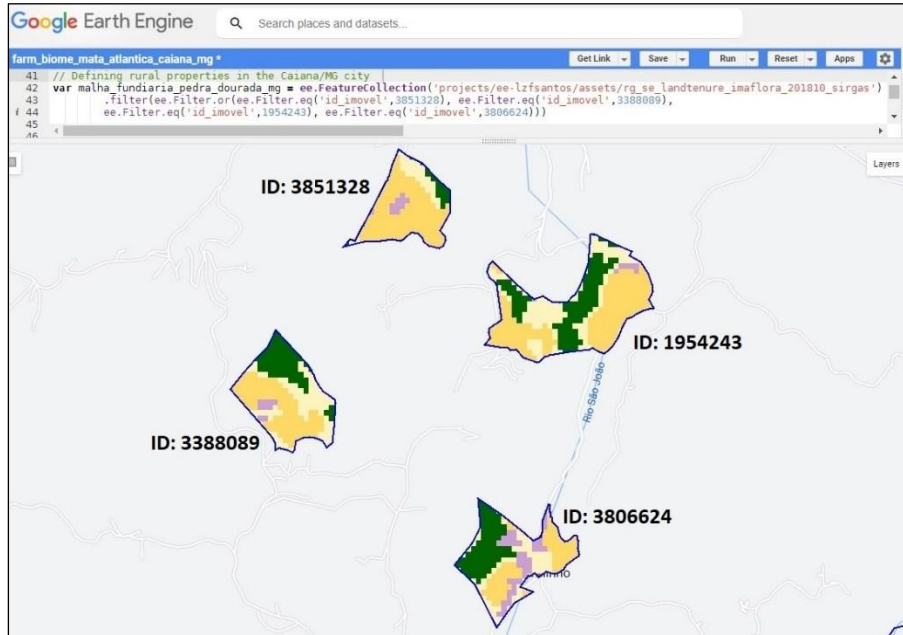 Google Earth Engine
Search places and datasets...
farm_biome_mata_atlantica_caiana_mg *
Get Link
Save
Run
Reset
Apps
41 // Defining rural properties in the Caiana/MG city
42 var malha_fundiaria_pedra_dourada_mg = ee.FeatureCollection('projects/ee-lzfsantos/assets/rg_se_landtenure_imaflora_201810_sirgas')
43 .filter(ee.Filter.or(ee.Filter.eq('id_imovel',3851328), ee.Filter.eq('id_imovel',3388089),
i 44 ee.Filter.eq('id_imovel',1954243), ee.Filter.eq('id_imovel',3806624)))
45
46
Layers
ID: 3851328
ID: 1954243
Rio São João
ID: 3388089
ID: 3806624